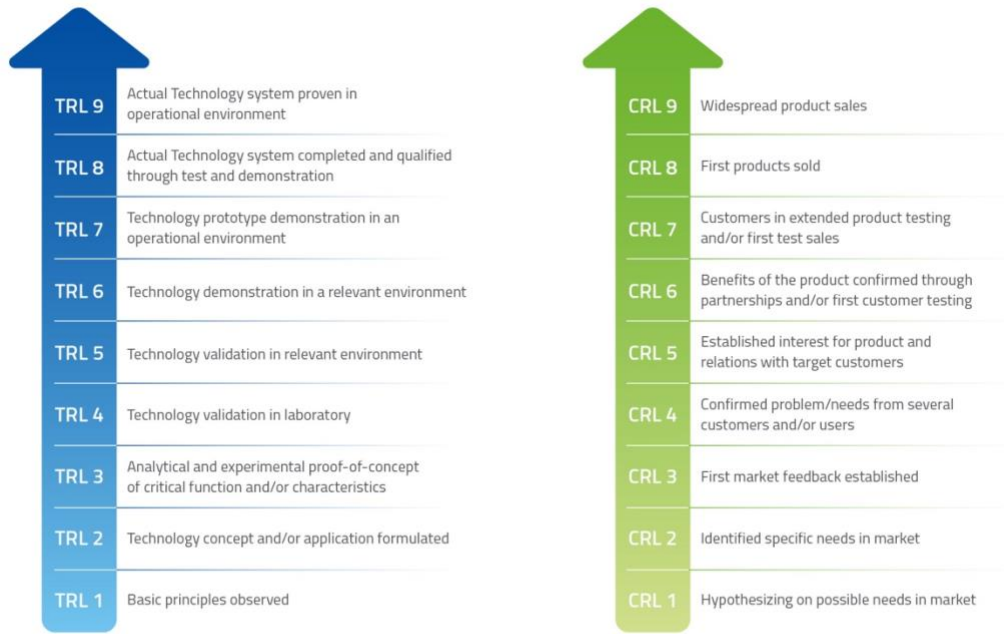 TRL 9
Actual Technology system proven in
operational environment
TRL 8
Actual Technology system completed and qualified
through test and demonstration
TRL 7
Technology prototype demonstration in an
operational environment
TRL 6
Technology demonstration in a relevant environment
TRL 5
Technology validation in relevant environment
TRL 4
Technology validation in laboratory
TRL 3
Analytical and experimental proof-of-concept
of critical function and/or characteristics
TRL 2
Technology concept and/or application formulated
TRL 1
Basic principles observed
CRL 9
Widespread product sales
CRL 8
First products sold
CRL 7
Customers in extended product testing
and/or first test sales
CRL 6
Benefits of the product confirmed through
partnerships and/or first customer testing
CRL 5
Established interest for product and
relations with target customers
CRL 4
Confirmed problem/needs from several
customers and/or users
CRL 3
First market feedback established
CRL 2
Identified specific needs in market
CRL 1
Hypothesizing on possible needs in market